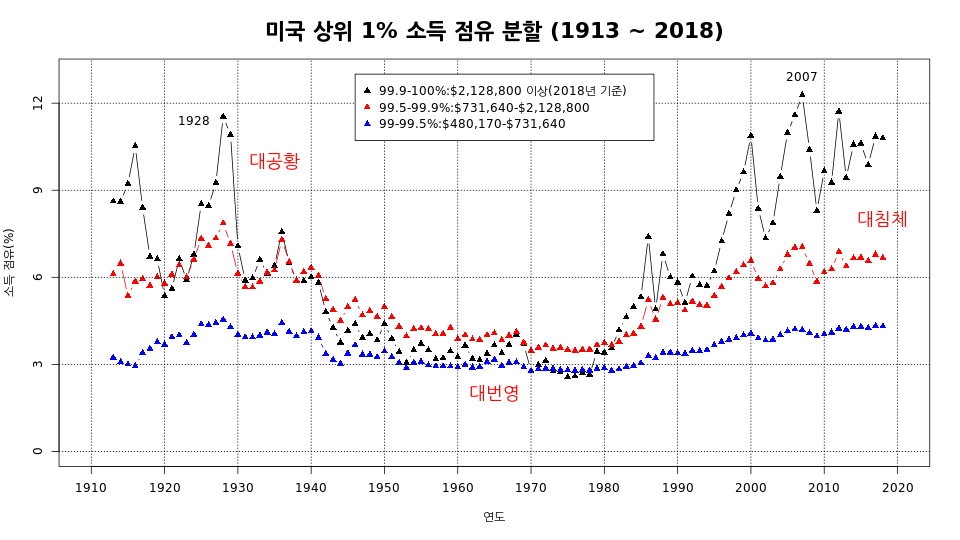 미국 상위 1% 소득 점유 분할 (1913 ~ 2018)
2007
99.9-100%:$2,128,800 이상(2018년 기준)
99.5-99.9%:$731,640-$2,128,800
99-99.5%:$480,170-$731,640
1928
대공황
대침체
대번영
소득 점유(%)
12
9
6
3
0
1910 1920 1930 1940 1950 1960 1970 1980 1990 2000 2010 2020
연도